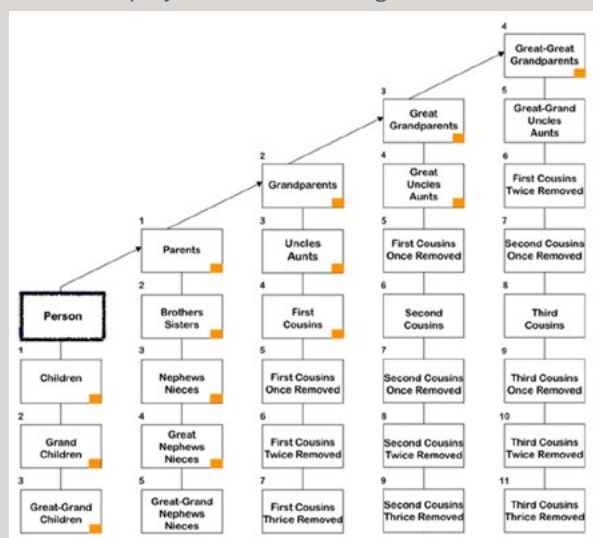 4
Great-Great
Grandparents
3
Great
Grandparents
5
Great-Grand
Uncles
Aunts
2
Grandparents
4
Great
Uncles
Aunts
6
First Cousins
Twice Removed
1
Parents
3
Uncles
Aunts
5
First Cousins
Once Removed
7
Second Cousins
Once Removed
Person
2
Brothers
Sisters
4
First
Cousins
6
Second
Cousins
8
Third
Cousins
1
Children
3
Nephews
Nieces
5
First Cousins
Once Removed
7
Second Cousins
Once Removed
9
Third Cousins
Once Removed
2
Grand
Children
4
Great
Nephews
Nieces
6
First Cousins
Twice Removed
8
Second Cousins
Twice Removed
10
Third Cousins
Twice Removed
3
Great-Grand
Children
5
Great-Grand
Nephews
Nieces
7
First Cousins
Thrice Removed
9
Second Cousins
Thrice Removed
11
Third Cousins
Thrice Removed